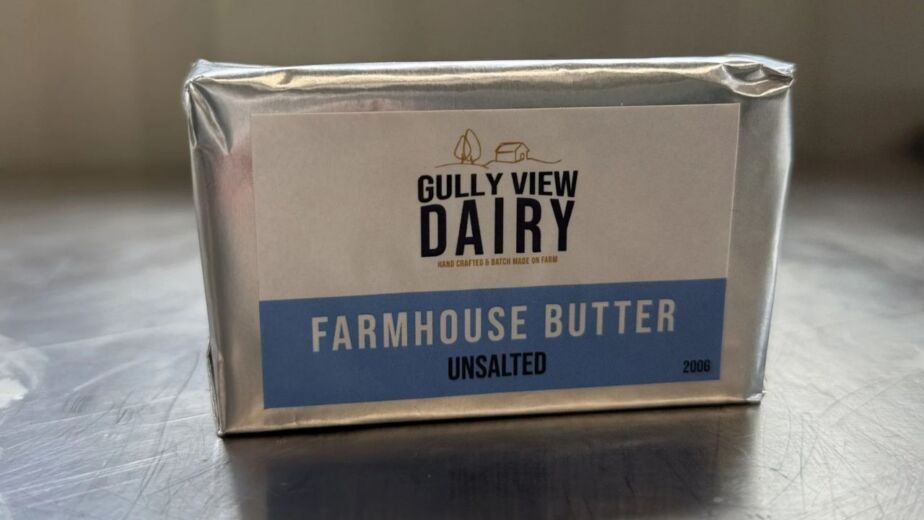 GULLY VIEW
DAIRY
HAND CRAFTED & BATCH MADE ON FARM
FARMHOUSE BUTTER
UNSALTED
200G